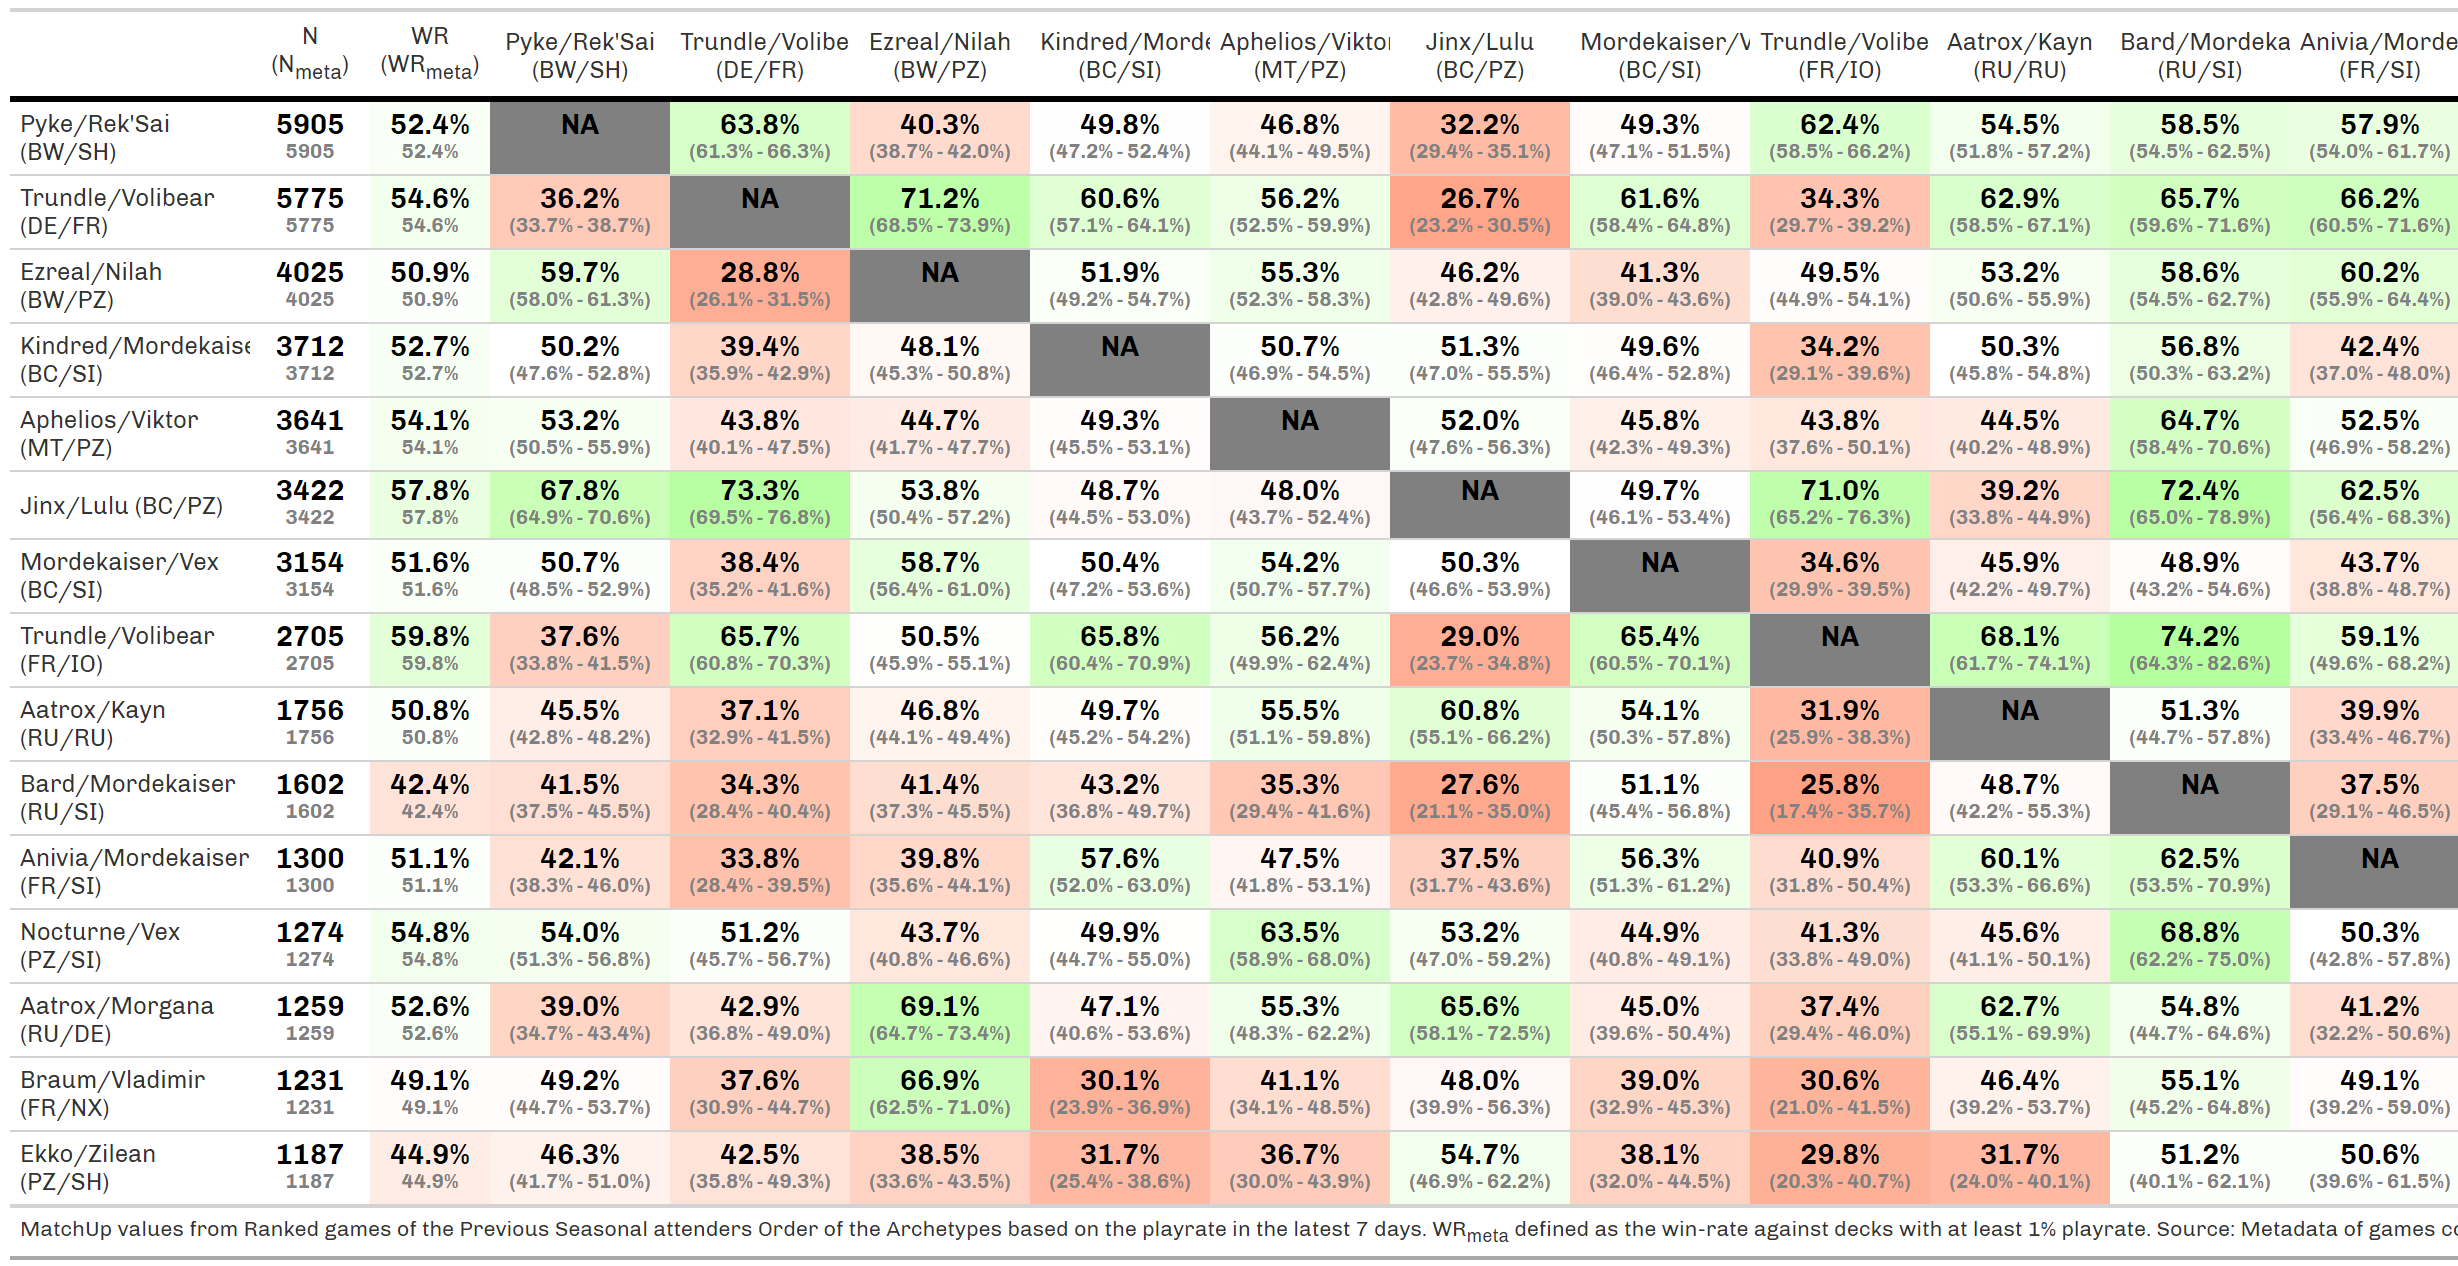 N WR Pyke/Rek'Sai Trundle/Volibe Ezreal/Nilah Kindred/Morde Aphelios/Viktor Jinx/Lulu Mordekaiser/V Trundle/Volibe Aatrox/Kayn Bard/Mordeka Anivia/Morde
(Nmeta) (WRmeta) (BW/SH) (DE/FR) (BW/PZ) (BC/SI) (MT/PZ) (BC/PZ) (BC/SI) (FR/IO) (RU/RU) (RU/SI) (FR/SI)
Pyke/Rek'Sai 5905 52.4% NA 63.8% 40.3% 49.8% 46.8% 32.2% 49.3% 62.4% 54.5% 58.5% 57.9%
(BW/SH) 5905 52.4% (61.3% - 66.3%) (38.7% - 42.0%) (47.2% - 52.4%) (44.1% - 49.5%) (29.4% - 35.1%) (47.1% - 51.5%) (58.5% - 66.2%) (51.8% - 57.2%) (54.5% - 62.5%) (54.0% - 61.7%)
Trundle/Volibear 5775 54.6% 36.2% NA 71.2% 60.6% 56.2% 26.7% 61.6% 34.3% 62.9% 65.7% 66.2%
(DE/FR) 5775 54.6% (33.7% - 38.7%) (68.5% - 73.9%) (57.1% - 64.1%) (52.5% - 59.9%) (23.2% - 30.5%) (58.4% - 64.8%) (29.7% - 39.2%) (58.5% - 67.1%) (59.6% - 71.6%) (60.5% - 71.6%)
Ezreal/Nilah 4025 50.9% 59.7% 28.8% NA 51.9% 55.3% 46.2% 41.3% 49.5% 53.2% 58.6% 60.2%
(BW/PZ) 4025 50.9% (58.0% - 61.3%) (26.1% - 31.5%) (49.2% - 54.7%) (52.3% - 58.3%) (42.8% - 49.6%) (39.0% - 43.6%) (44.9% - 54.1%) (50.6% - 55.9%) (54.5% - 62.7%) (55.9% - 64.4%)
Kindred/Mordekaise 3712 52.7% 50.2% 39.4% 48.1% NA 50.7% 51.3% 49.6% 34.2% 50.3% 56.8% 42.4%
(BC/SI) 3712 52.7% (47.6% - 52.8%) (35.9% - 42.9%) (45.3% - 50.8%) (46.9% - 54.5%) (47.0% - 55.5%) (46.4% - 52.8%) (29.1% - 39.6%) (45.8% - 54.8%) (50.3% - 63.2%) (37.0% - 48.0%)
Aphelios/Viktor 3641 54.1% 53.2% 43.8% 44.7% 49.3% NA 52.0% 45.8% 43.8% 44.5% 64.7% 52.5%
(MT/PZ) 3641 54.1% (50.5% - 55.9%) (40.1% - 47.5%) (41.7% - 47.7%) (45.5% - 53.1%) (47.6% - 56.3%) (42.3% - 49.3%) (37.6% - 50.1%) (40.2% - 48.9%) (58.4% - 70.6%) (46.9% - 58.2%)
Jinx/Lulu (BC/PZ) 3422 57.8% 67.8% 73.3% 53.8% 48.7% 48.0% NA 49.7% 71.0% 39.2% 72.4% 62.5%
3422 57.8% (64.9% - 70.6%) (69.5% - 76.8%) (50.4% - 57.2%) (44.5% - 53.0%) (43.7% - 52.4%) (46.1% - 53.4%) (65.2% - 76.3%) (33.8% - 44.9%) (65.0% - 78.9%) (56.4% - 68.3%)
Mordekaiser/Vex 3154 51.6% 50.7% 38.4% 58.7% 50.4% 54.2% 50.3% NA 34.6% 45.9% 48.9% 43.7%
(BC/SI) 3154 51.6% (48.5% - 52.9%) (35.2% - 41.6%) (56.4% - 61.0%) (47.2% - 53.6%) (50.7% - 57.7%) (46.6% - 53.9%) (29.9% - 39.5%) (42.2% - 49.7%) (43.2% - 54.6%) (38.8% - 48.7%)
Trundle/Volibear 2705 59.8% 37.6% 65.7% 50.5% 65.8% 56.2% 29.0% 65.4% NA 68.1% 74.2% 59.1%
(FR/IO) 2705 59.8% (33.8% - 41.5%) (60.8% - 70.3%) (45.9% - 55.1%) (60.4% - 70.9%) (49.9% - 62.4%) (23.7% - 34.8%) (60.5% - 70.1%) (61.7% - 74.1%) (64.3% - 82.6%) (49.6% - 68.2%)
Aatrox/Kayn 1756 50.8% 45.5% 37.1% 46.8% 49.7% 55.5% 60.8% 54.1% 31.9% NA 51.3% 39.9%
(RU/RU) 1756 50.8% (42.8% - 48.2%) (32.9% - 41.5%) (44.1% - 49.4%) (45.2% - 54.2%) (51.1% - 59.8%) (55.1% - 66.2%) (50.3% - 57.8%) (25.9% - 38.3%) (44.7% - 57.8%) (33.4% - 46.7%)
Bard/Mordekaiser 1602 42.4% 41.5% 34.3% 41.4% 43.2% 35.3% 27.6% 51.1% 25.8% 48.7% NA 37.5%
(RU/SI) 1602 42.4% (37.5% - 45.5%) (28.4% - 40.4%) (37.3% - 45.5%) (36.8% - 49.7%) (29.4% - 41.6%) (21.1% - 35.0%) (45.4% - 56.8%) (17.4% - 35.7%) (42.2% - 55.3%) (29.1% - 46.5%)
Anivia/Mordekaiser 1300 51.1% 42.1% 33.8% 39.8% 57.6% 47.5% 37.5% 56.3% 40.9% 60.1% 62.5% NA
(FR/SI) 1300 51.1% (38.3% - 46.0%) (28.4% - 39.5%) (35.6% - 44.1%) (52.0% - 63.0%) (41.8% - 53.1%) (31.7% - 43.6%) (51.3% - 61.2%) (31.8% - 50.4%) (53.3% - 66.6%) (53.5% - 70.9%)
Nocturne/Vex 1274 54.8% 54.0% 51.2% 43.7% 49.9% 63.5% 53.2% 44.9% 41.3% 45.6% 68.8% 50.3%
(PZ/SI) 1274 54.8% (51.3% - 56.8%) (45.7% - 56.7%) (40.8% - 46.6%) (44.7% - 55.0%) (58.9% - 68.0%) (47.0% - 59.2%) (40.8% - 49.1%) (33.8% - 49.0%) (41.1% - 50.1%) (62.2% - 75.0%) (42.8% - 57.8%)
Aatrox/Morgana 1259 52.6% 39.0% 42.9% 69.1% 47.1% 55.3% 65.6% 45.0% 37.4% 62.7% 54.8% 41.2%
(RU/DE) 1259 52.6% (34.7% - 43.4%) (36.8% - 49.0%) (64.7% - 73.4%) (40.6% - 53.6%) (48.3% - 62.2%) (58.1% - 72.5%) (39.6% - 50.4%) (29.4% - 46.0%) (55.1% - 69.9%) (44.7% - 64.6%) (32.2% - 50.6%)
Braum/Vladimir 1231 49.1% 49.2% 37.6% 66.9% 30.1% 41.1% 48.0% 39.0% 30.6% 46.4% 55.1% 49.1%
(FR/NX) 1231 49.1% (44.7% - 53.7%) (30.9% - 44.7%) (62.5% - 71.0%) (23.9% - 36.9%) (34.1% - 48.5%) (39.9% - 56.3%) (32.9% - 45.3%) (21.0% - 41.5%) (39.2% - 53.7%) (45.2% - 64.8%) (39.2% - 59.0%)
Ekko/Zilean 1187 44.9% 46.3% 42.5% 38.5% 31.7% 36.7% 54.7% 38.1% 29.8% 31.7% 51.2% 50.6%
(PZ/SH) 1187 44.9% (41.7% - 51.0%) (35.8% - 49.3%) (33.6% - 43.5%) (25.4% - 38.6%) (30.0% - 43.9%) (46.9% - 62.2%) (32.0% - 44.5%) (20.3% - 40.7%) (24.0% - 40.1%) (40.1% - 62.1%) (39.6% - 61.5%)
MatchUp values from Ranked games of the Previous Seasonal attenders Order of the Archetypes based on the playrate in the latest 7 days. WRmeta defined as the win-rate against decks with at least 1% playrate. Source: Metadata of games